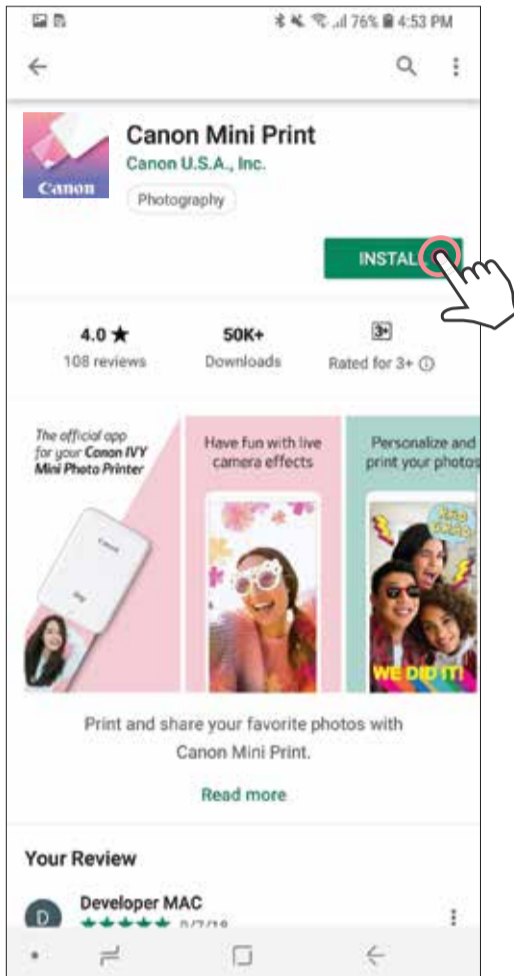 76% 4:53 PM
Canon Mini Print
Canon U.S.A., Inc.
Canon
Photography
INSTAL
4.0 ★
108 reviews
50K+
Downloads
3+
Rated for 3+
The official app
for your Canon IVY
Mini Photo Printer
Canon
Have fun with live
camera effects
Personalize and
print your photos
WE DID IT!
Print and share your favorite photos with
Canon Mini Print.
Read more
Your Review
D
Developer MAC